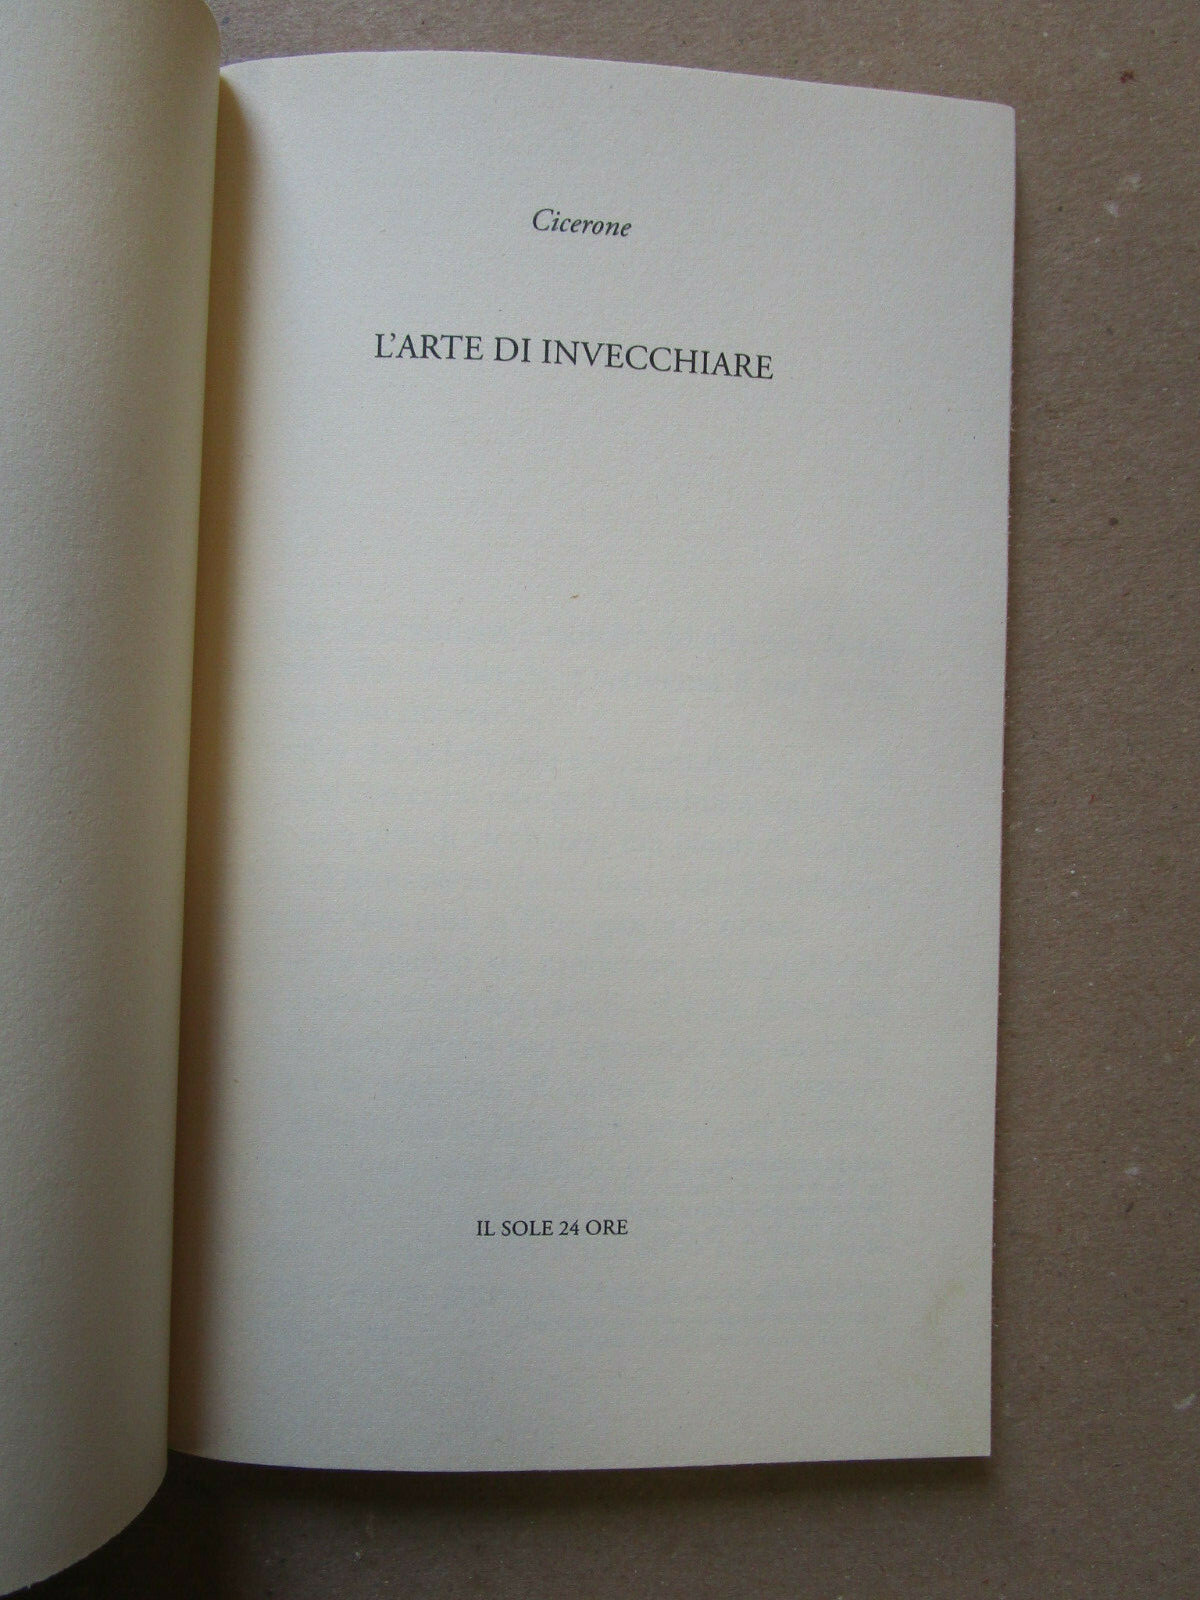 Cicerone
L'ARTE DI INVECCHIARE
IL SOLE 24 ORE